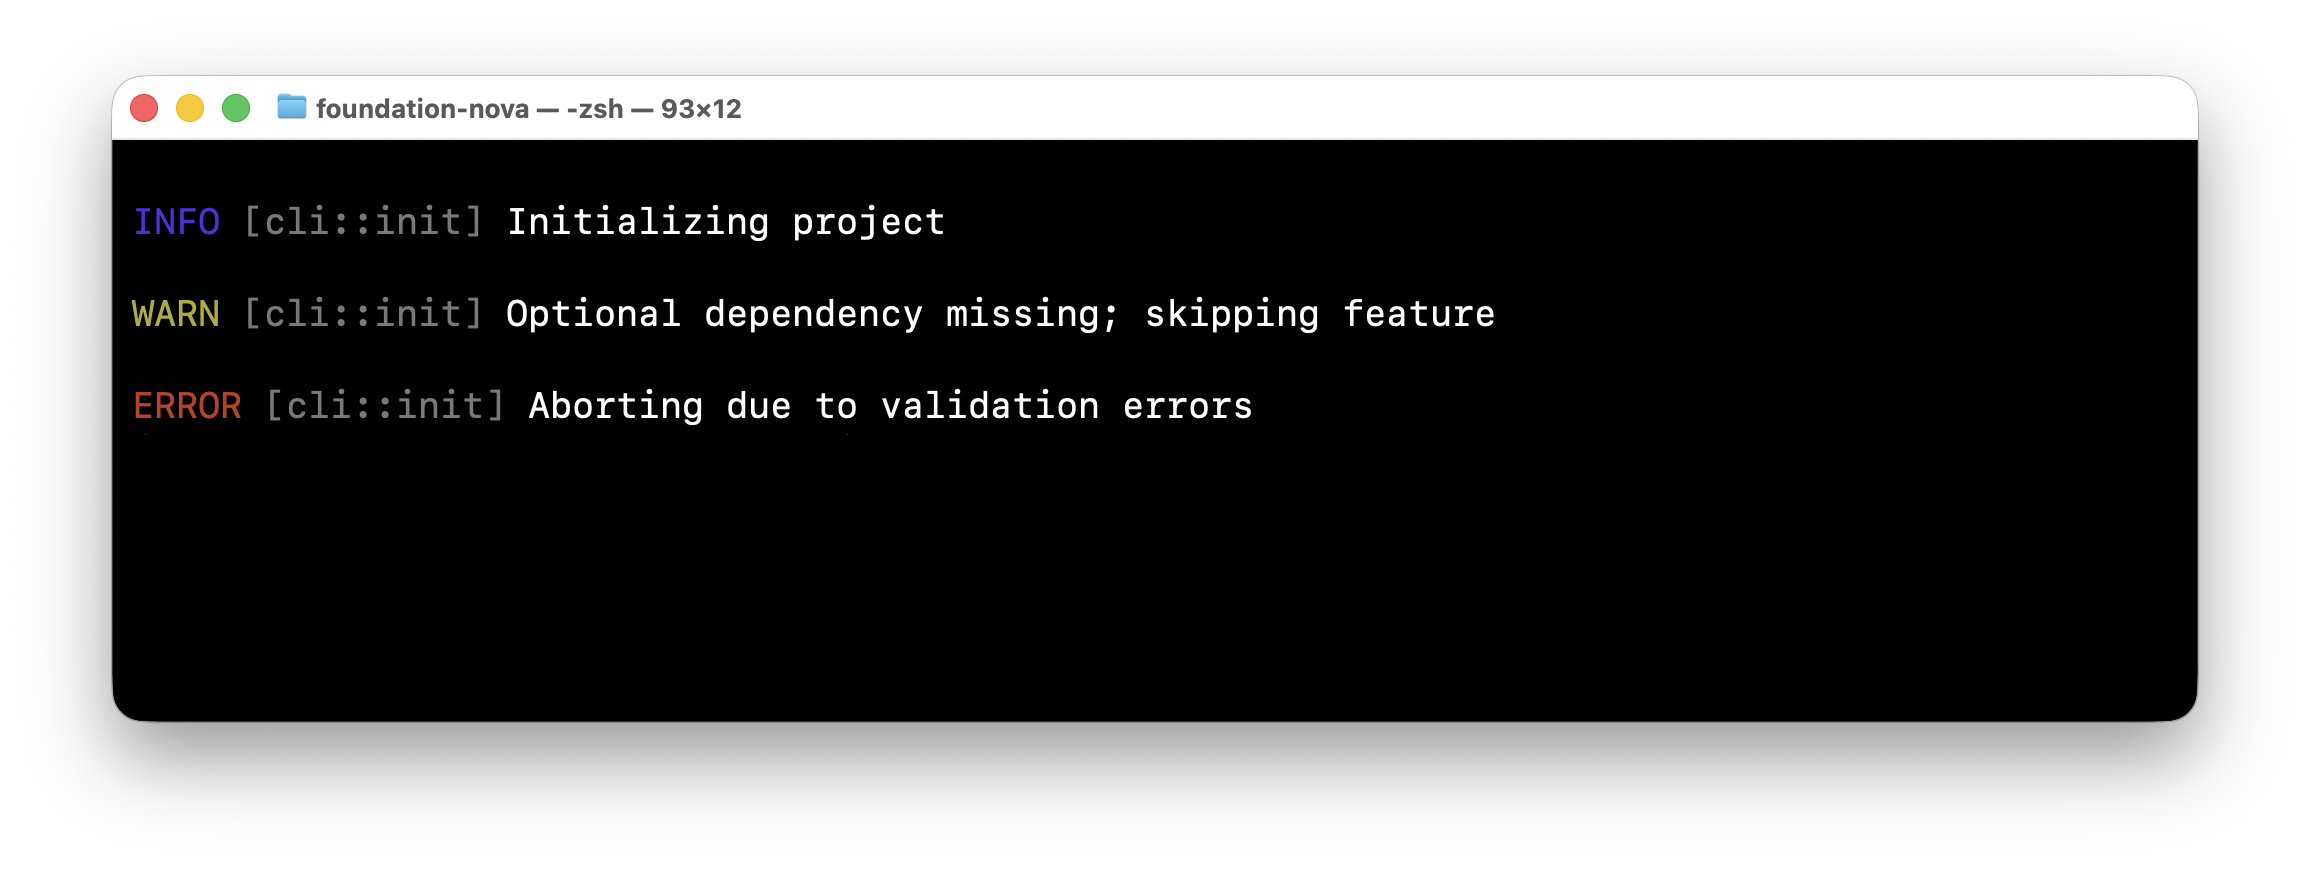 foundation-nova — -zsh — 93×12
INFO [cli::init] Initializing project
WARN [cli::init] Optional dependency missing; skipping feature
ERROR [cli::init] Aborting due to validation errors